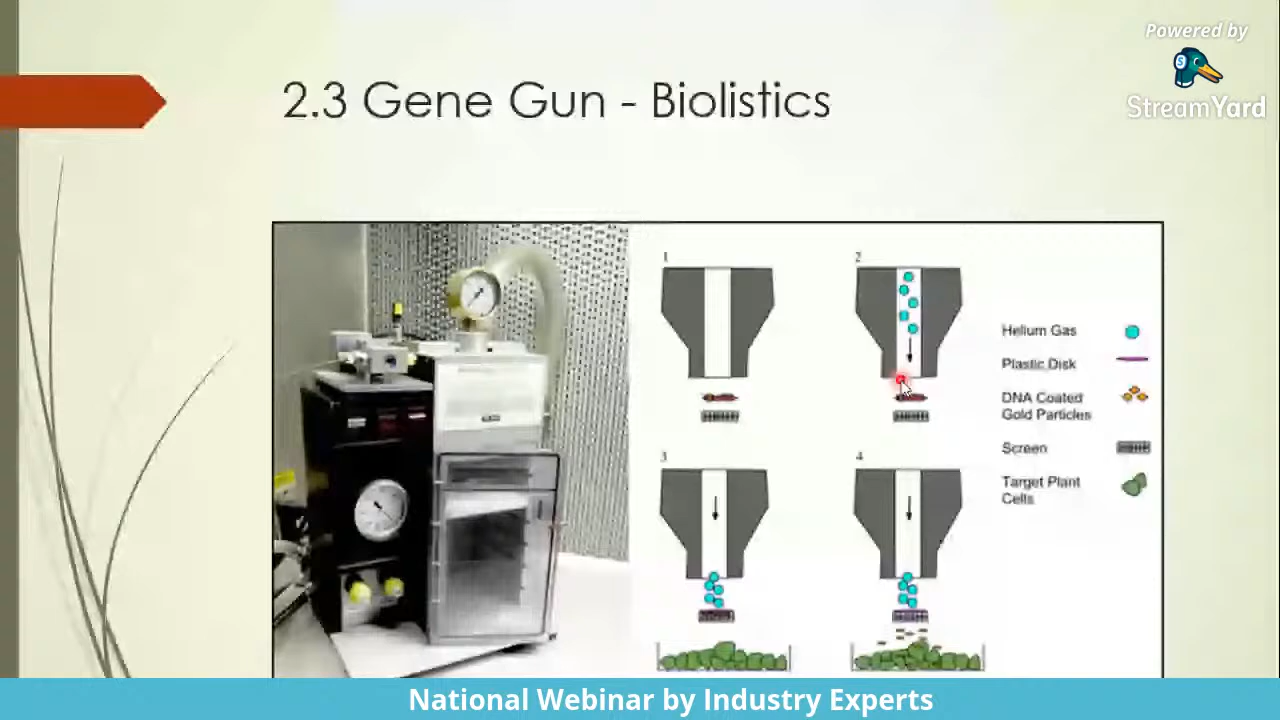 Powered by
StreamYard
2.3 Gene Gun - Biolistics
1
2
Helium Gas
Plastic Disk
DNA Coated
Gold Particles
Screen
Target Plant
Cells
3
4
National Webinar by Industry Experts